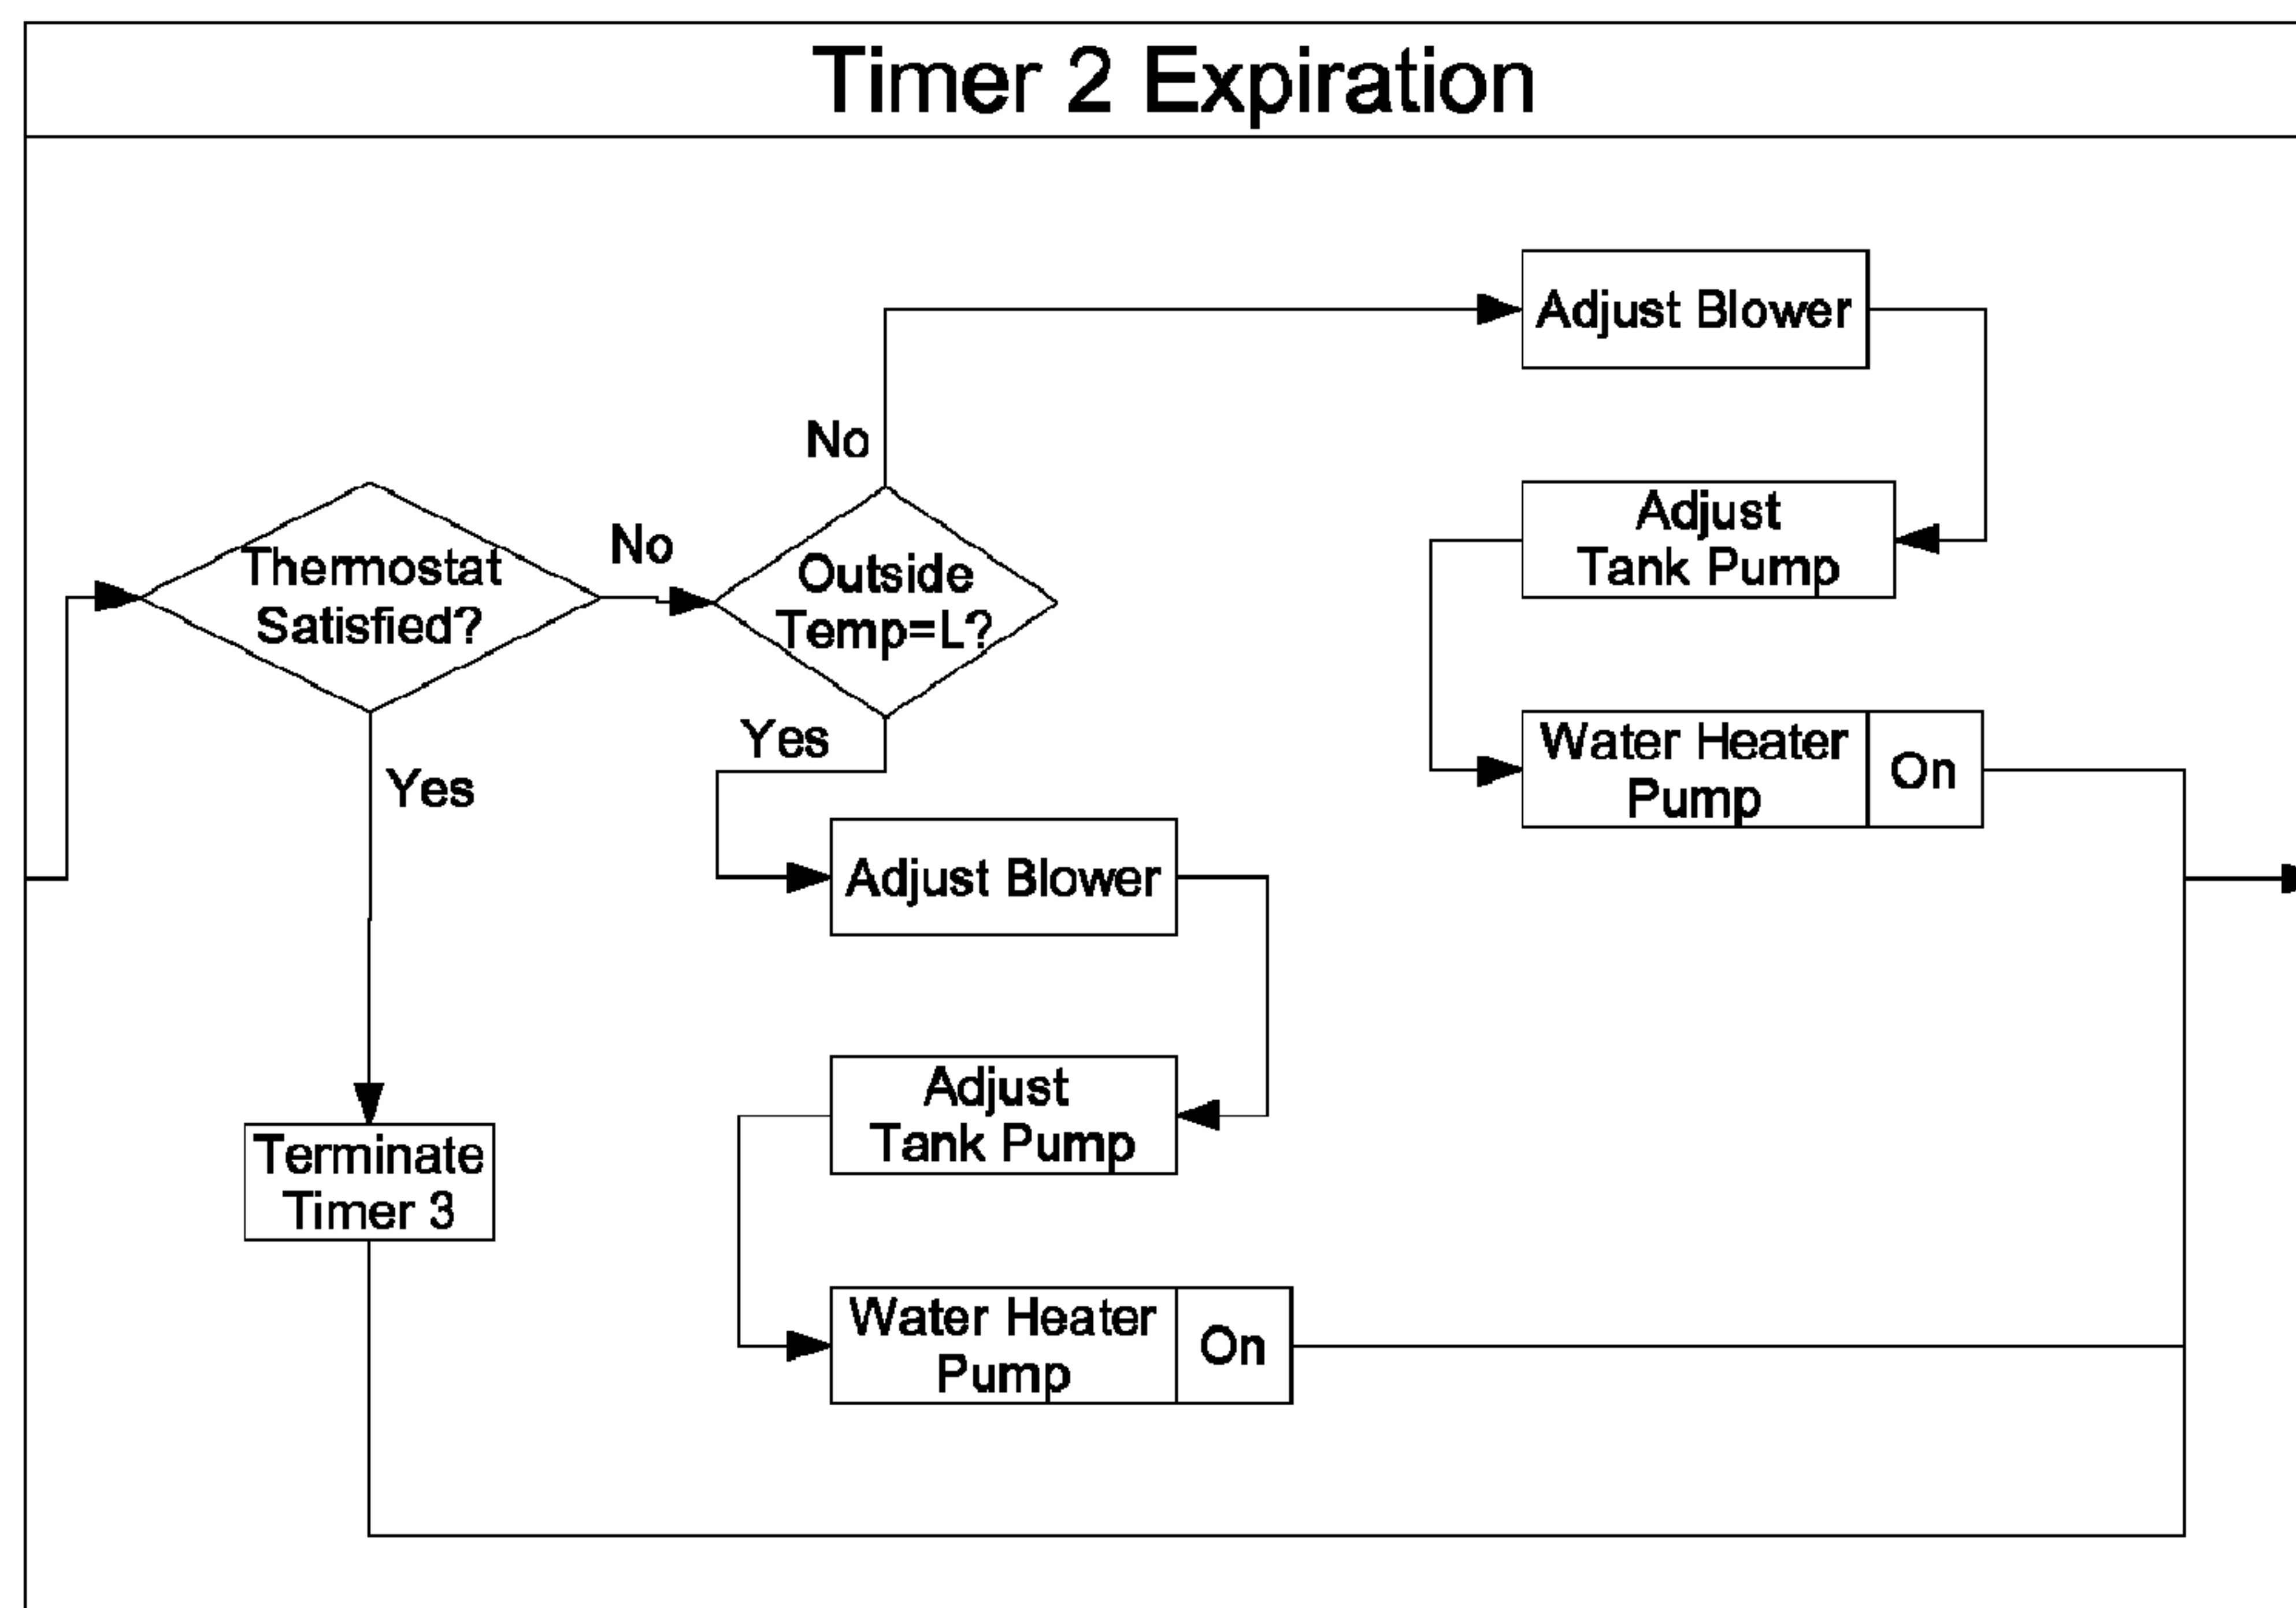 Timer 2 Expiration
Adjust Blower
No
Adjust
Tank Pump
No
Thermostat
Satisfied?
Outside
Temp=L?
Water Heater
Pump
On
Yes
Yes
Adjust Blower
Adjust
Tank Pump
Terminate
Timer 3
Water Heater
Pump
On